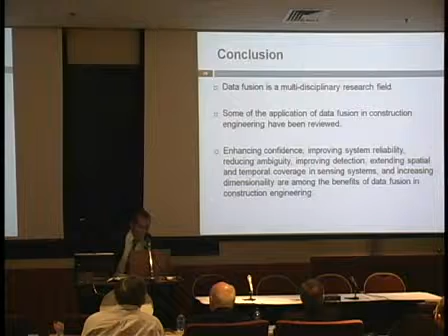 Conclusion
Data fusion is a multi-disciplinary research field.
Some of the application of data fusion in construction
engineering have been reviewed.
Enhancing confidence, improving system reliability,
reducing ambiguity, improving detection, extending spatial
and temporal coverage in sensing systems, and increasing
dimensionality are among the benefits of data fusion in
construction engineering.